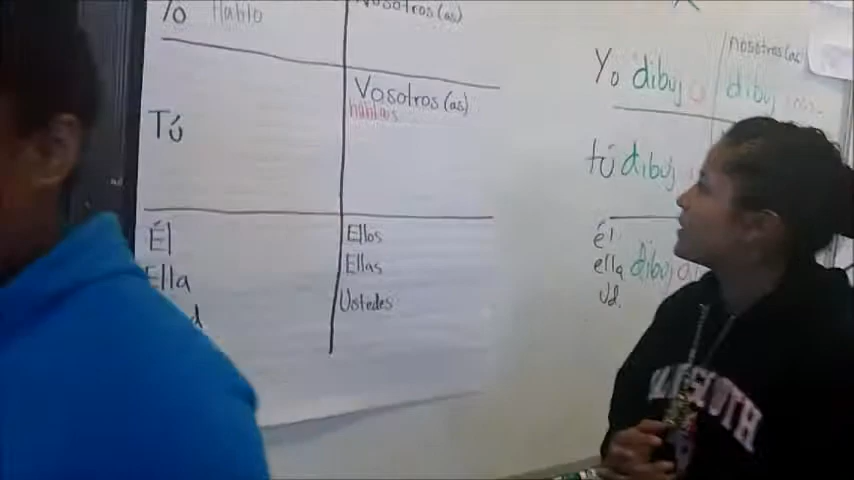 Yo Hablo
Nosotros(as)
Tú
Vosotros(as)
habláis
Él
Ella
Ellos
Ellas
Ustedes
Yo dibujo
nosotros(as)
dibuj
tú dibuj
él
ella dibuja
Ud.